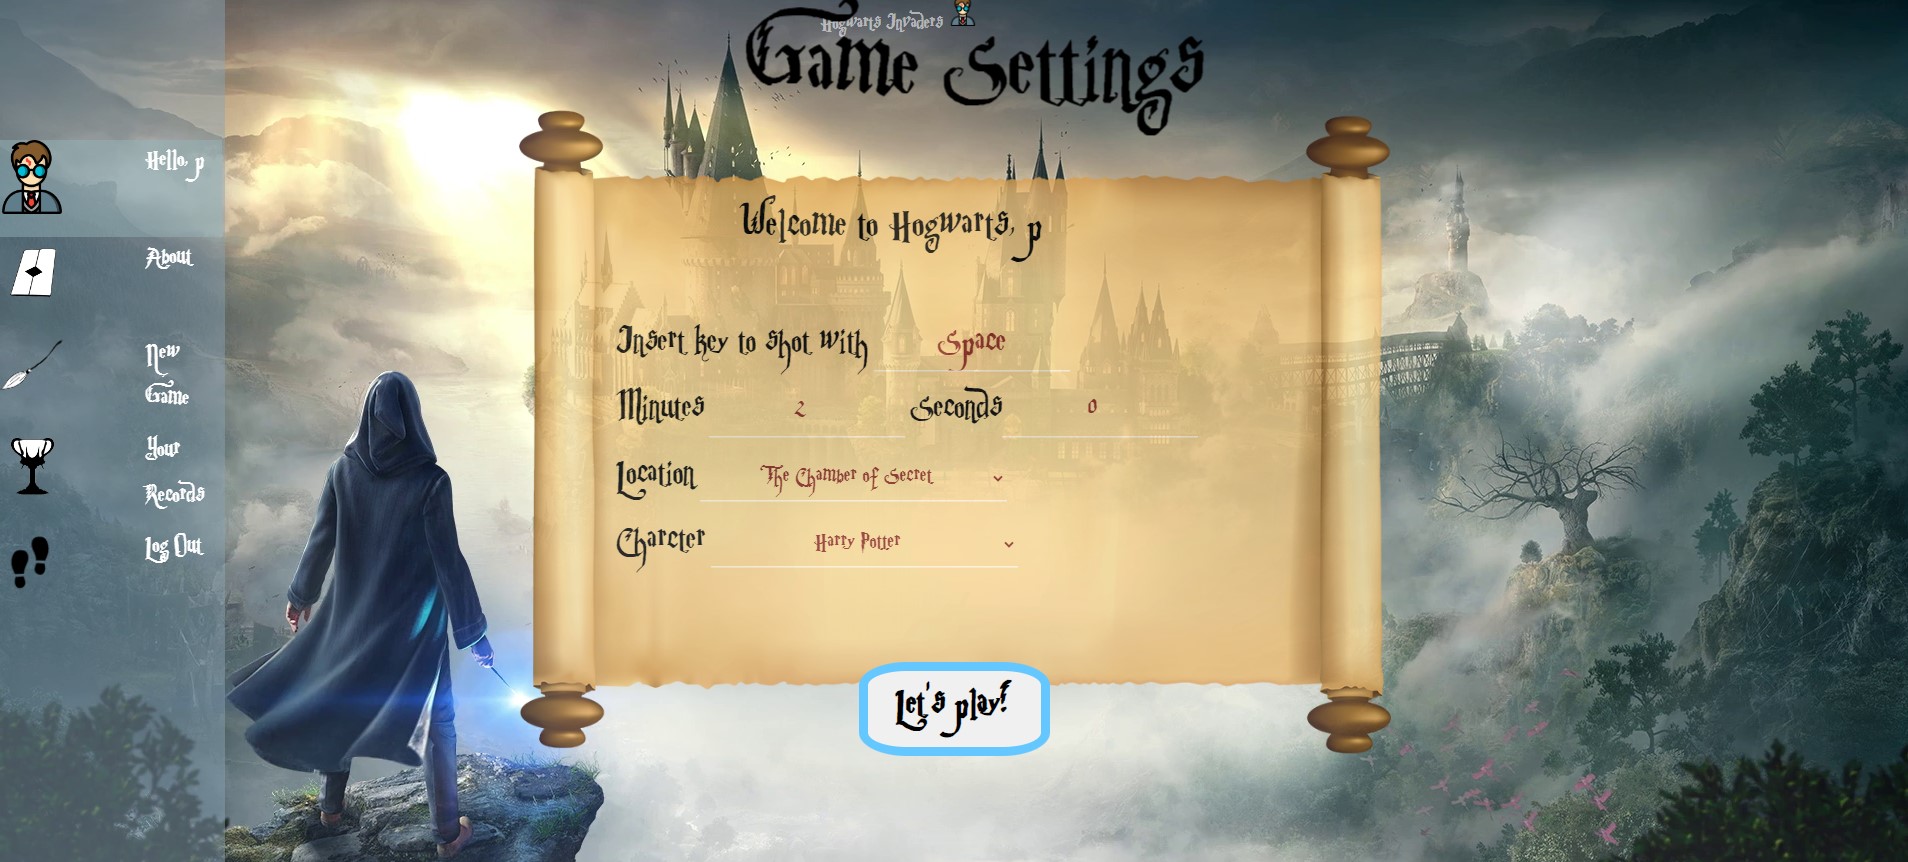 Hogwarts Invaders
Game Settings
Hello, p
About
New
Game
Your
Records
Log Out
Welcome to Hogwarts, p
Insert key to shot with Space
Minutes 2 Seconds 0
Location The Chamber of Secret
Charcter Harry Potter
Let's play!